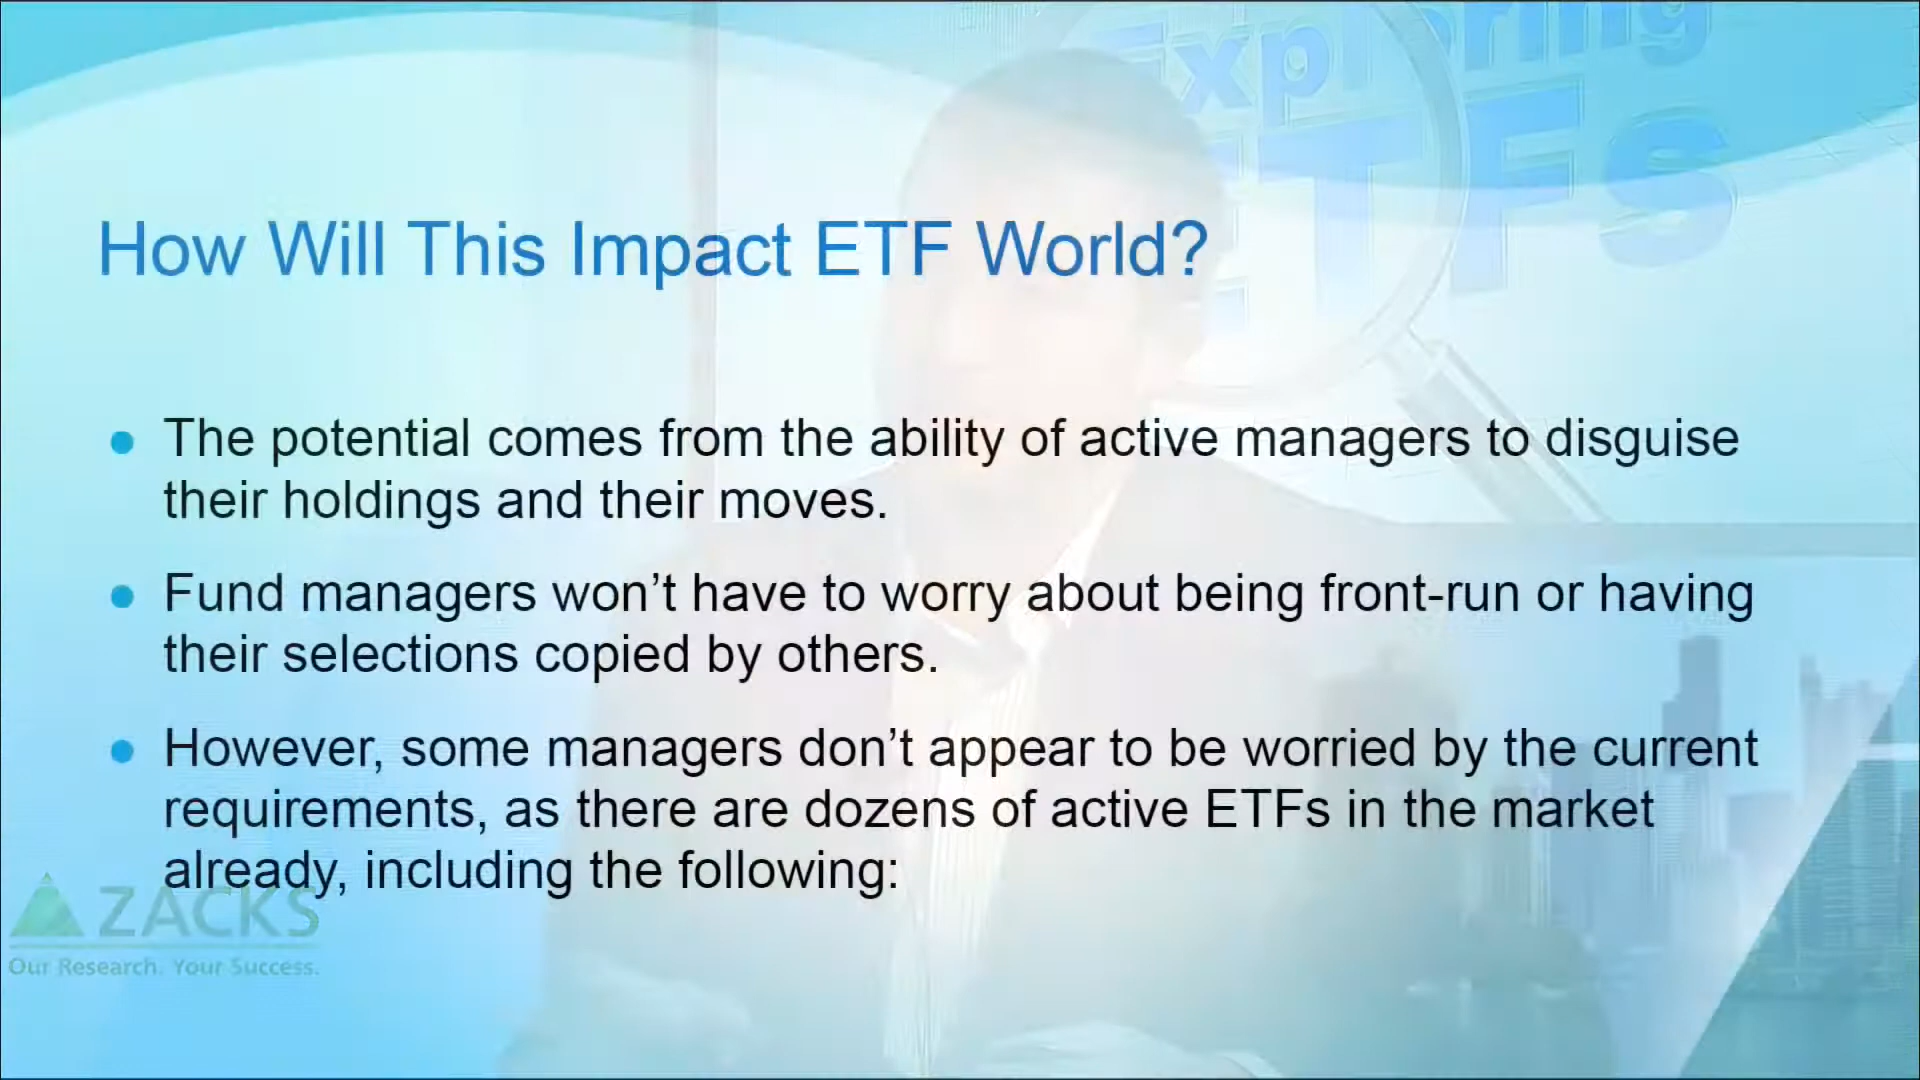 Exploring
ETFs
How Will This Impact ETF World?
The potential comes from the ability of active managers to disguise
their holdings and their moves.
Fund managers won’t have to worry about being front-run or having
their selections copied by others.
However, some managers don’t appear to be worried by the current
requirements, as there are dozens of active ETFs in the market
already, including the following:
ZACKS
Our Research. Your Success.